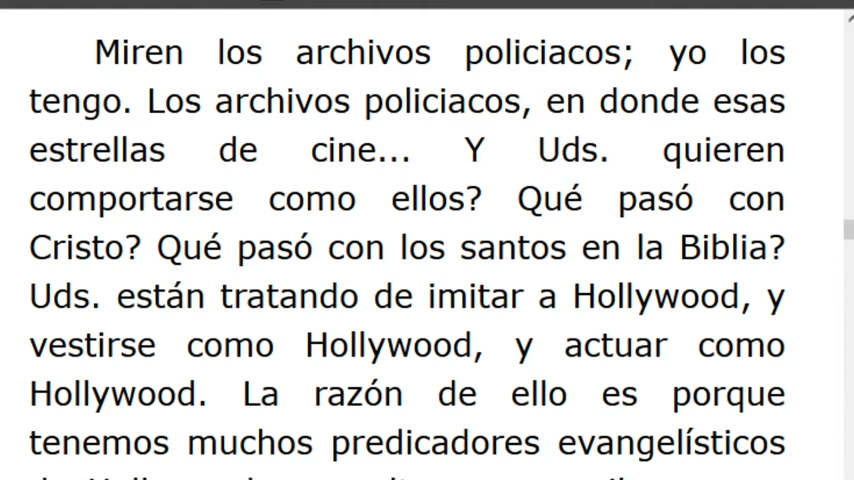 Miren los archivos policiacos; yo los
tengo. Los archivos policiacos, en donde esas
estrellas de cine... Y Uds. quieren
comportarse como ellos? Qué pasó con
Cristo? Qué pasó con los santos en la Biblia?
Uds. están tratando de imitar a Hollywood, y
vestirse como Hollywood, y actuar como
Hollywood. La razón de ello es porque
tenemos muchos predicadores evangelísticos